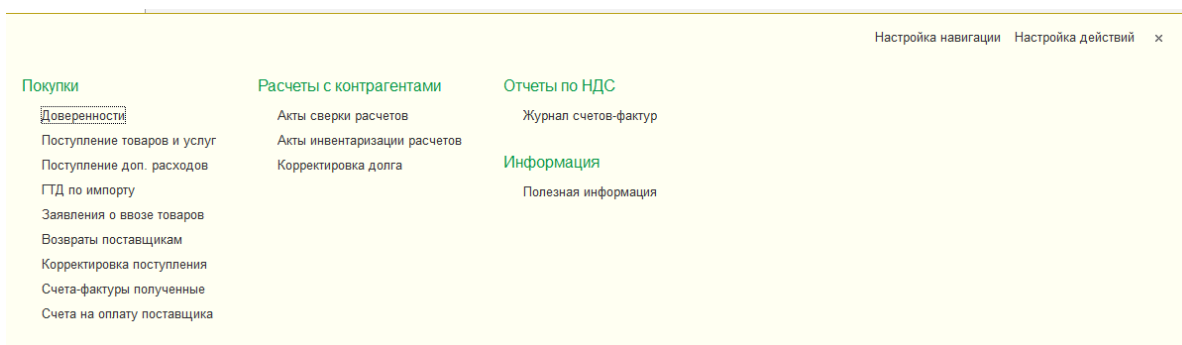 Настройка навигации Настройка действий ×
Покупки
Доверенности
Поступление товаров и услуг
Поступление доп. расходов
ГТД по импорту
Заявления о ввозе товаров
Возвраты поставщикам
Корректировка поступления
Счета-фактуры полученные
Счета на оплату поставщика
Расчеты с контрагентами
Акты сверки расчетов
Акты инвентаризации расчетов
Корректировка долга
Отчеты по НДС
Журнал счетов-фактур
Информация
Полезная информация